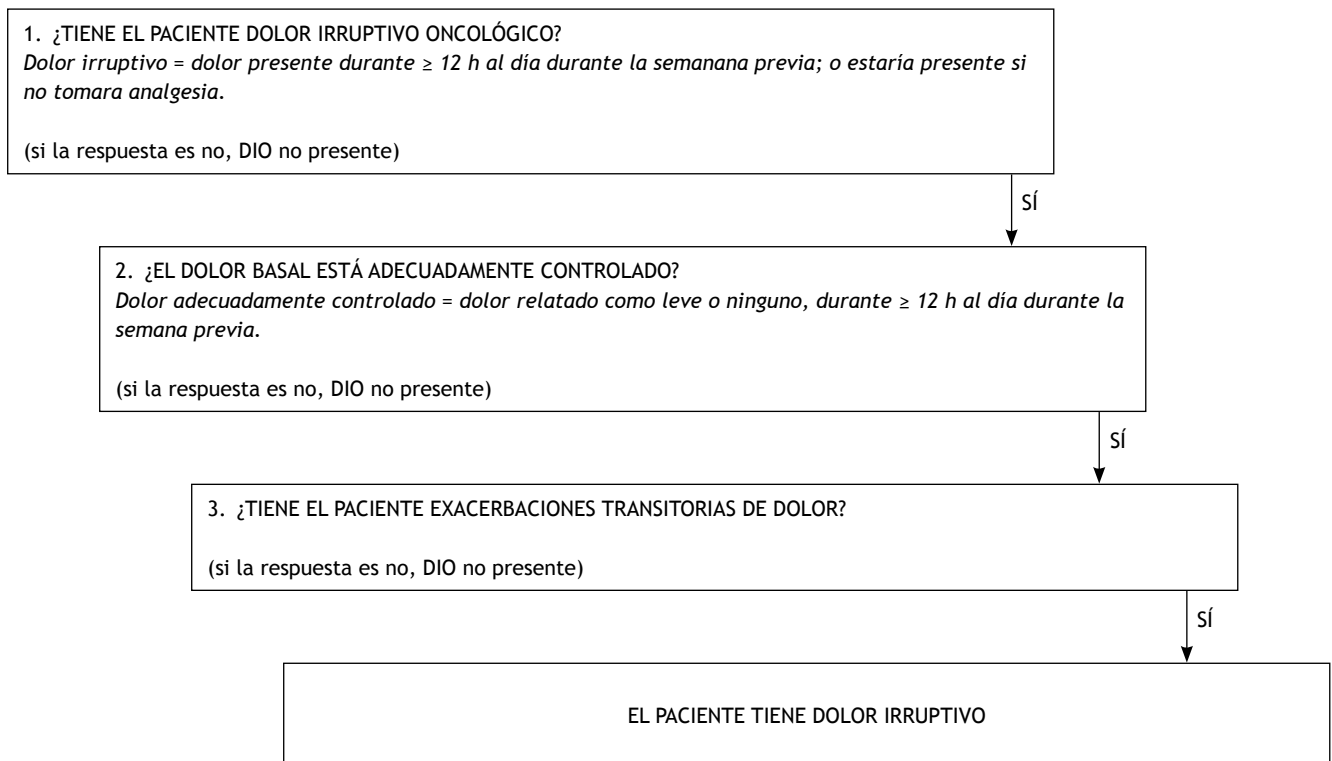 1. ¿TIENE EL PACIENTE DOLOR IRRUPTIVO ONCOLÓGICO?
Dolor irruptivo = dolor presente durante ≥ 12 h al día durante la semanana previa; o estaría presente si
no tomara analgesia.
(si la respuesta es no, DIO no presente)
SÍ
2. ¿EL DOLOR BASAL ESTÁ ADECUADAMENTE CONTROLADO?
Dolor adecuadamente controlado = dolor relatado como leve o ninguno, durante ≥ 12 h al día durante la
semana previa.
(si la respuesta es no, DIO no presente)
SÍ
3. ¿TIENE EL PACIENTE EXACERBACIONES TRANSITORIAS DE DOLOR?
(si la respuesta es no, DIO no presente)
SÍ
EL PACIENTE TIENE DOLOR IRRUPTIVO